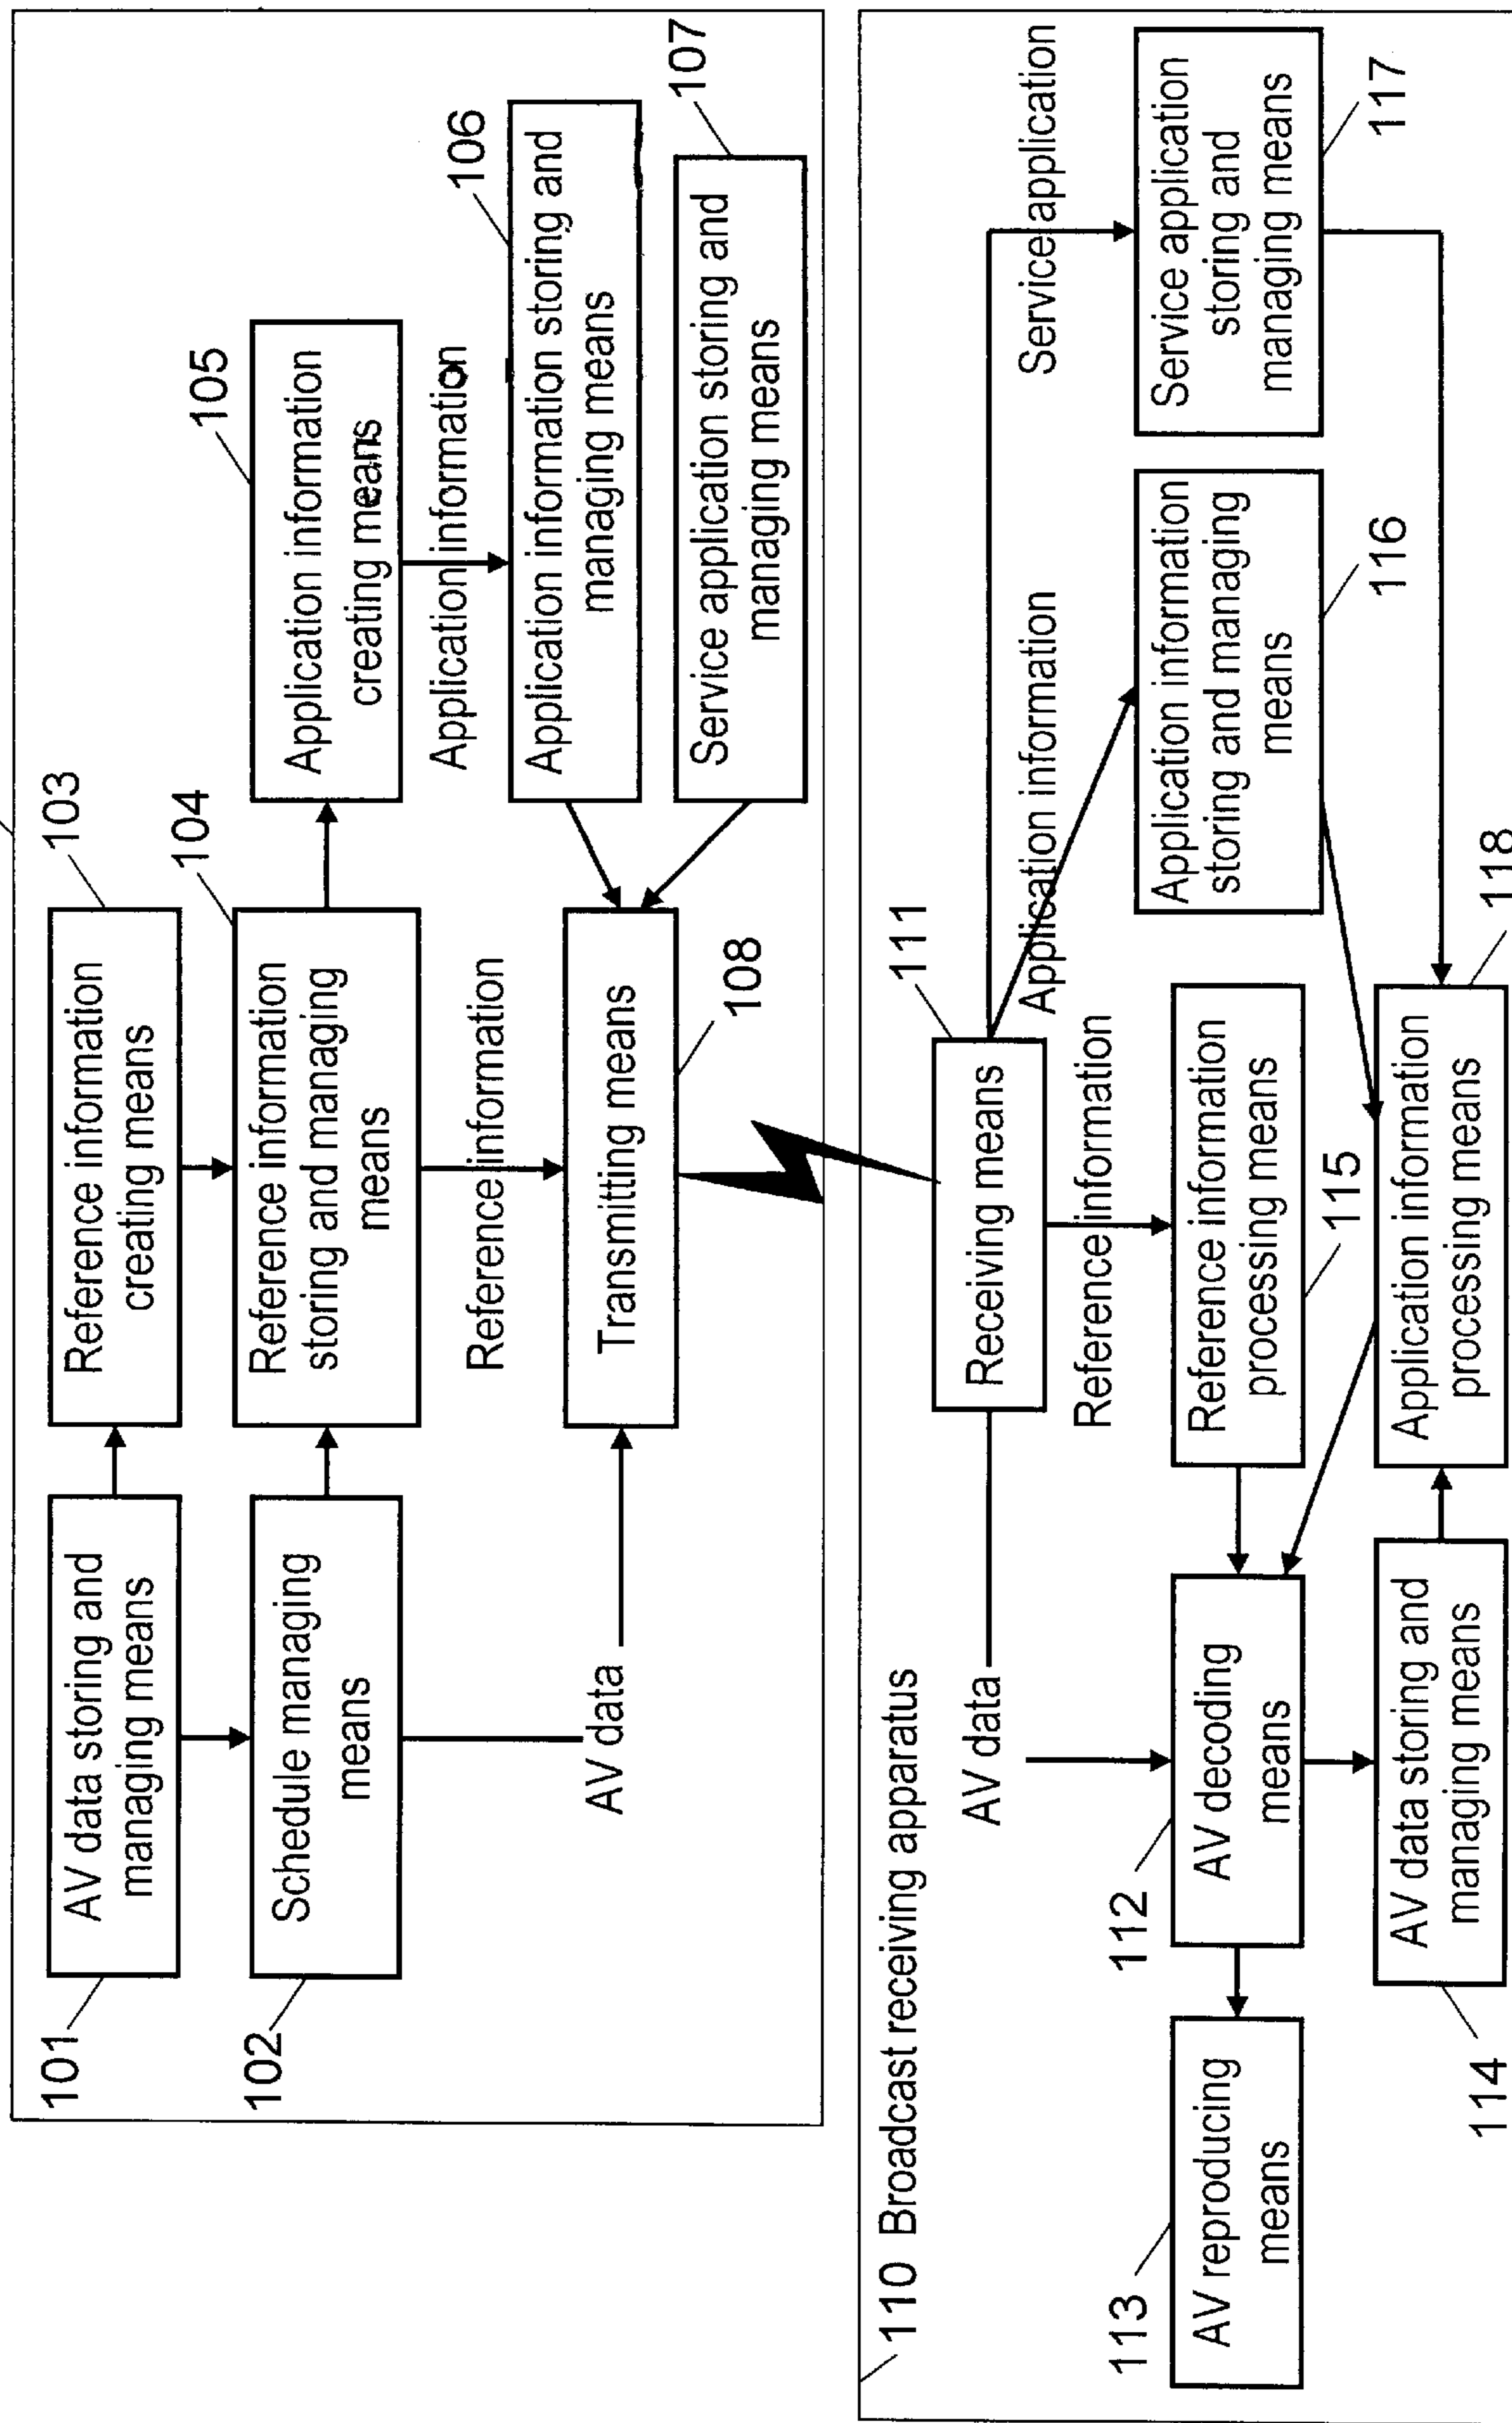 101
AV data storing and
managing means
103
Reference information
creating means
102
Schedule managing
means
104
Reference information
storing and managing
means
105
Application information
creating means
Application information
106
Application information storing and
managing means
107
Service application storing and
managing means
Reference information
AV data
Transmitting means
108
110 Broadcast receiving apparatus
111
Receiving means
AV data
Reference information
Application information
Service application
112
AV decoding
means
113
AV reproducing
means
114
AV data storing and
managing means
Reference information
processing means
115
Application information
storing and managing
means
116
Service application
storing and
managing means
117
118
Application information
processing means